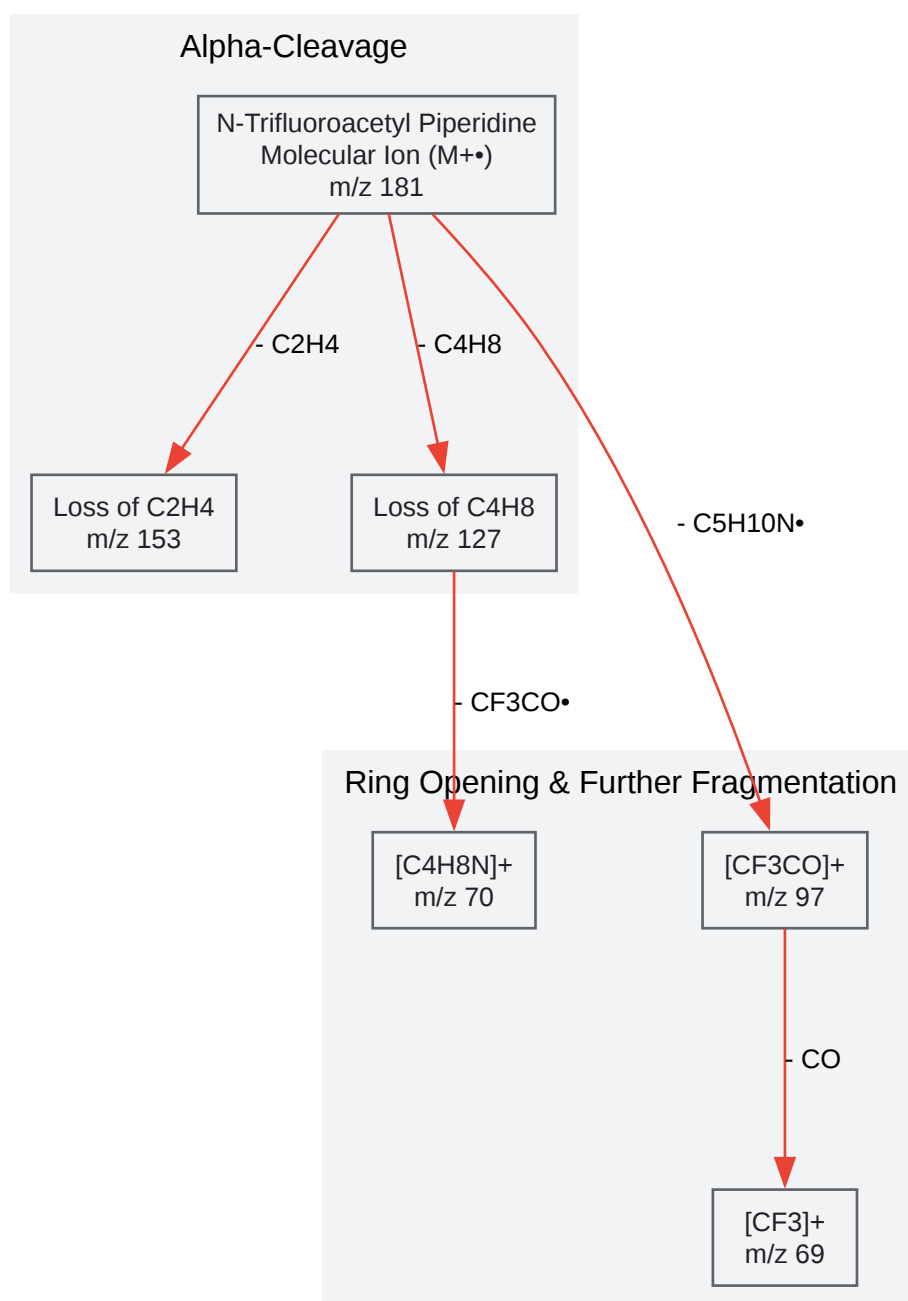 Alpha-Cleavage
N-Trifluoroacetyl Piperidine
Molecular Ion (M+•)
m/z 181
- C2H4
- C4H8
Loss of C2H4
m/z 153
Loss of C4H8
m/z 127
- C5H10N•
- CF3CO•
Ring Opening & Further Fragmentation
[C4H8N]+
m/z 70
[CF3CO]+
m/z 97
- CO
[CF3]+
m/z 69